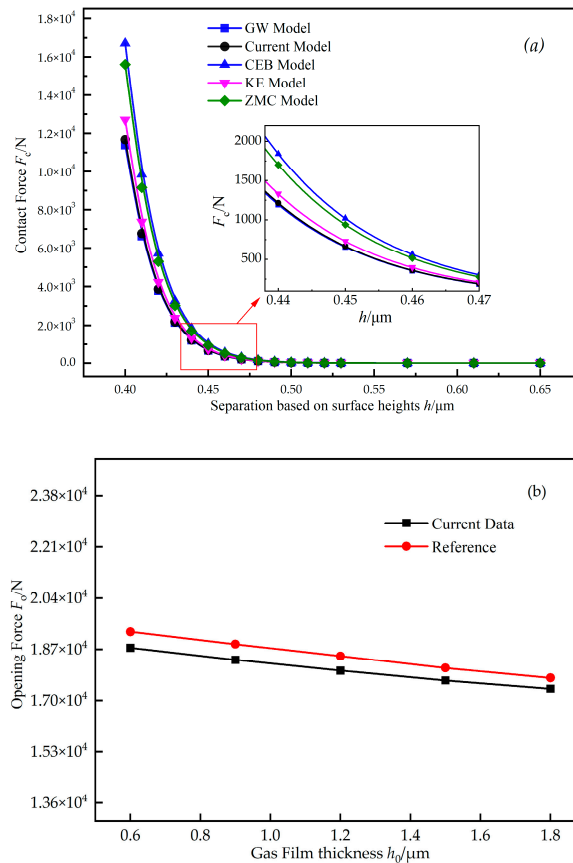 (a)
GW Model
Current Model
CEB Model
KE Model
ZMC Model
Contact Force Fc/N
1.8×10⁴
1.6×10⁴
1.4×10⁴
1.2×10⁴
1.0×10⁴
8.0×10³
6.0×10³
4.0×10³
2.0×10³
0.0
Fc/N
2000
1500
1000
500
0.44 0.45 0.46 0.47
h/μm
0.40 0.45 0.50 0.55 0.60 0.65
Separation based on surface heights h/μm
(b)
Current Data
Reference
Opening Force Fo/N
2.38×10⁴
2.21×10⁴
2.04×10⁴
1.87×10⁴
1.70×10⁴
1.53×10⁴
1.36×10⁴
0.6 0.8 1.0 1.2 1.4 1.6 1.8
Gas Film thickness h₀/μm